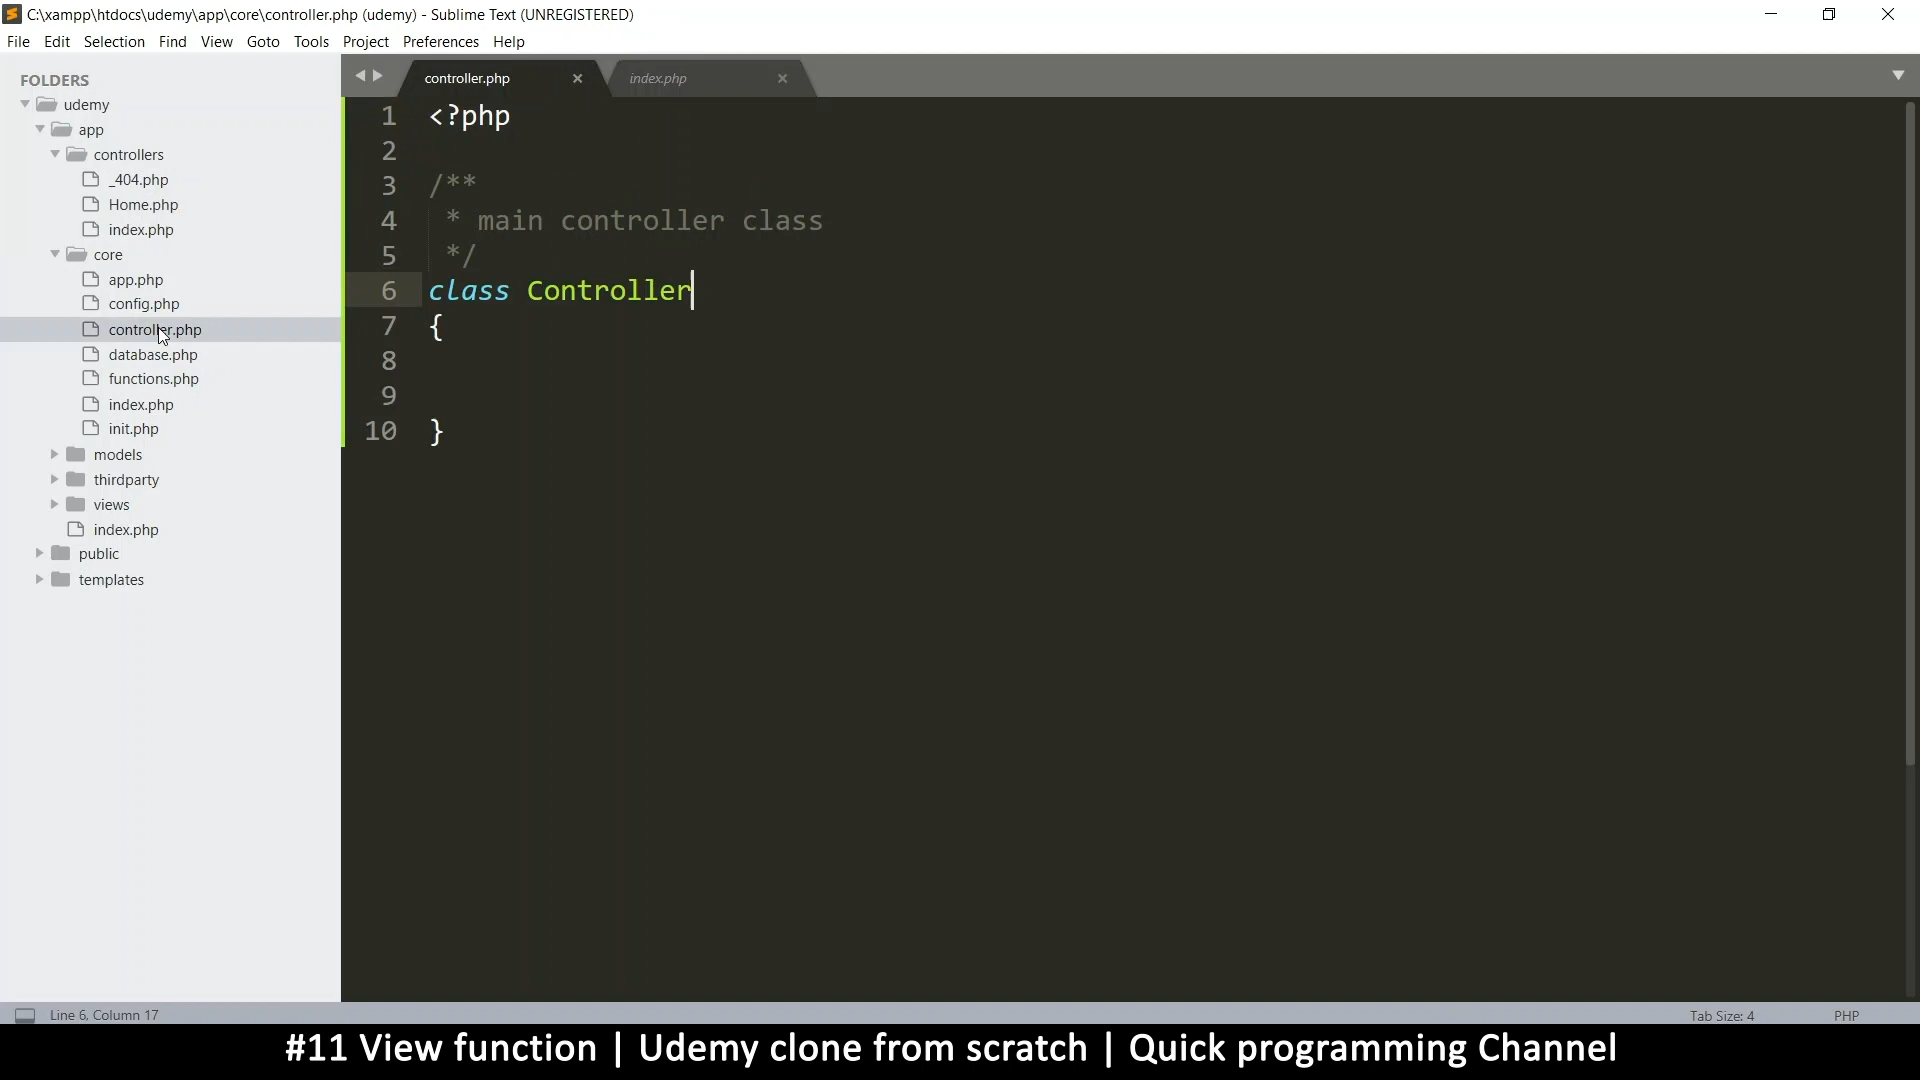 C:\xampp\htdocs\udemy\app\core\controller.php (udemy) - Sublime Text (UNREGISTERED)
File Edit Selection Find View Goto Tools Project Preferences Help
FOLDERS
udemy
app
controllers
_404.php
Home.php
index.php
core
app.php
config.php
controller.php
database.php
functions.php
index.php
init.php
models
thirdparty
views
index.php
public
templates
controller.php index.php
1 <?php
2
3 /**
4 * main controller class
5 */
6 class Controller
7 {
8
9
10 }
Line 6, Column 17 Tab Size: 4 PHP
#11 View function | Udemy clone from scratch | Quick programming Channel